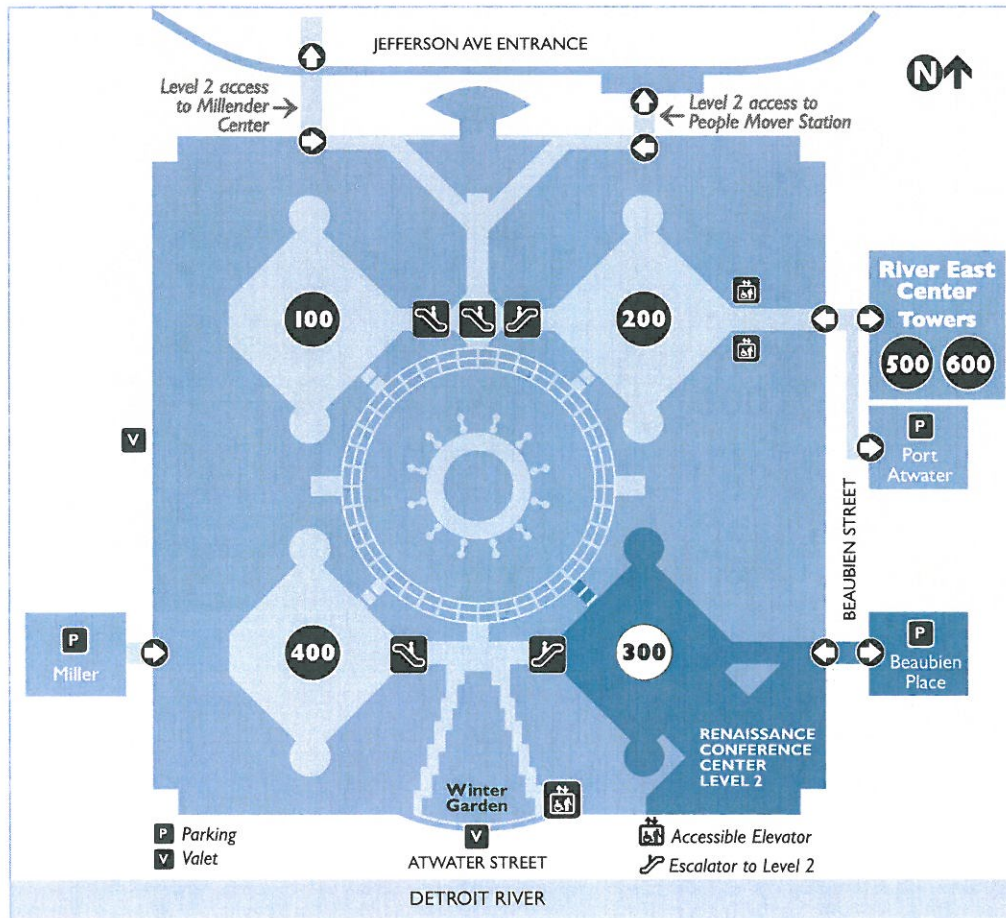 JEFFERSON AVE ENTRANCE
N
Level 2 access
to Millender
Center
Level 2 access to
People Mover Station
100
200
River East
Center
Towers
500 600
P
Port
Atwater
V
BEAUBIEN STREET
P
Miller
400
300
P
Beaubien
Place
RENAISSANCE
CONFERENCE
CENTER
LEVEL 2
Winter
Garden
P Parking
V Valet
V
ATWATER STREET
Accessible Elevator
Escalator to Level 2
DETROIT RIVER